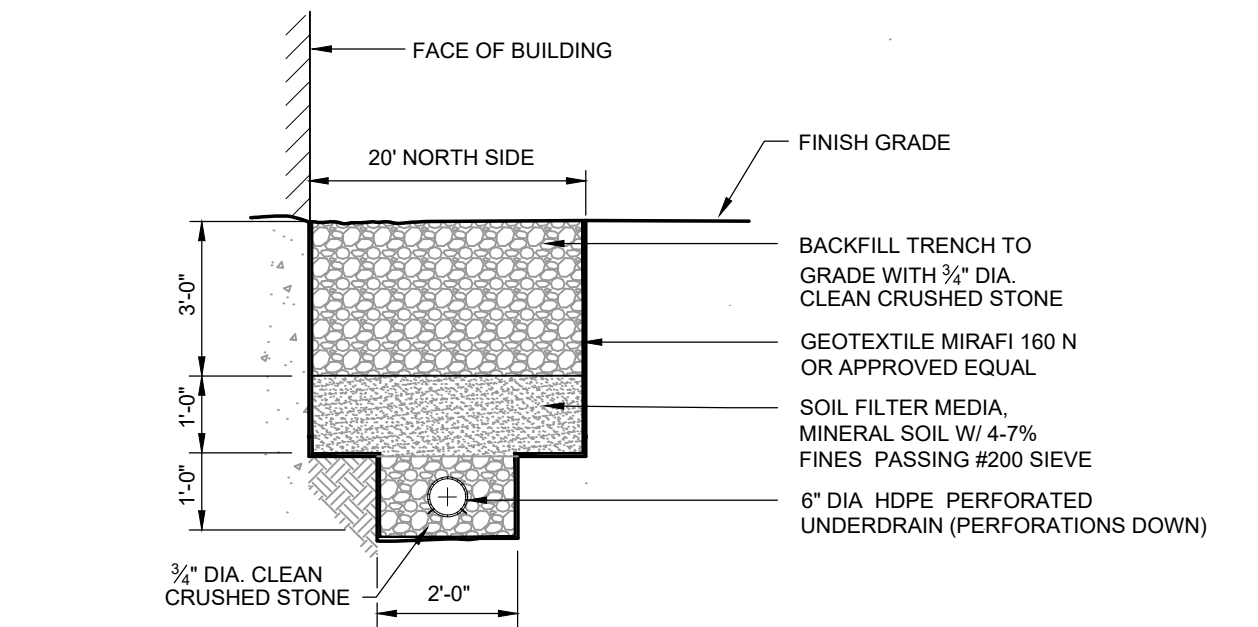 FACE OF BUILDING
FINISH GRADE
20' NORTH SIDE
BACKFILL TRENCH TO
GRADE WITH ¾" DIA.
CLEAN CRUSHED STONE
3'-0"
GEOTEXTILE MIRAFI 160 N
OR APPROVED EQUAL
1'-0"
SOIL FILTER MEDIA,
MINERAL SOIL W/ 4-7%
FINES PASSING #200 SIEVE
1'-0"
6" DIA HDPE PERFORATED
UNDERDRAIN (PERFORATIONS DOWN)
¾" DIA. CLEAN
CRUSHED STONE
2'-0"